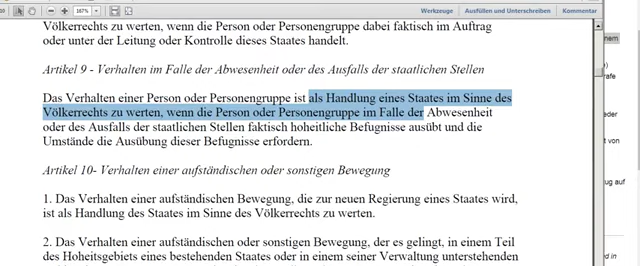 167% Werkzeuge Ausfüllen und Unterschreiben Kommentar
Völkerrechts zu werten, wenn die Person oder Personengruppe dabei faktisch im Auftrag
oder unter der Leitung oder Kontrolle dieses Staates handelt.
Artikel 9 - Verhalten im Falle der Abwesenheit oder des Ausfalls der staatlichen Stellen
Das Verhalten einer Person oder Personengruppe ist als Handlung eines Staates im Sinne des
Völkerrechts zu werten, wenn die Person oder Personengruppe im Falle der Abwesenheit
oder des Ausfalls der staatlichen Stellen faktisch hoheitliche Befugnisse ausübt und die
Umstände die Ausübung dieser Befugnisse erfordern.
Artikel 10- Verhalten einer aufständischen oder sonstigen Bewegung
1. Das Verhalten einer aufständischen Bewegung, die zur neuen Regierung eines Staates wird,
ist als Handlung des Staates im Sinne des Völkerrechts zu werten.
2. Das Verhalten einer aufständischen oder sonstigen Bewegung, der es gelingt, in einem Teil
des Hoheitsgebiets eines bestehenden Staates oder in einem seiner Verwaltung unterstehenden